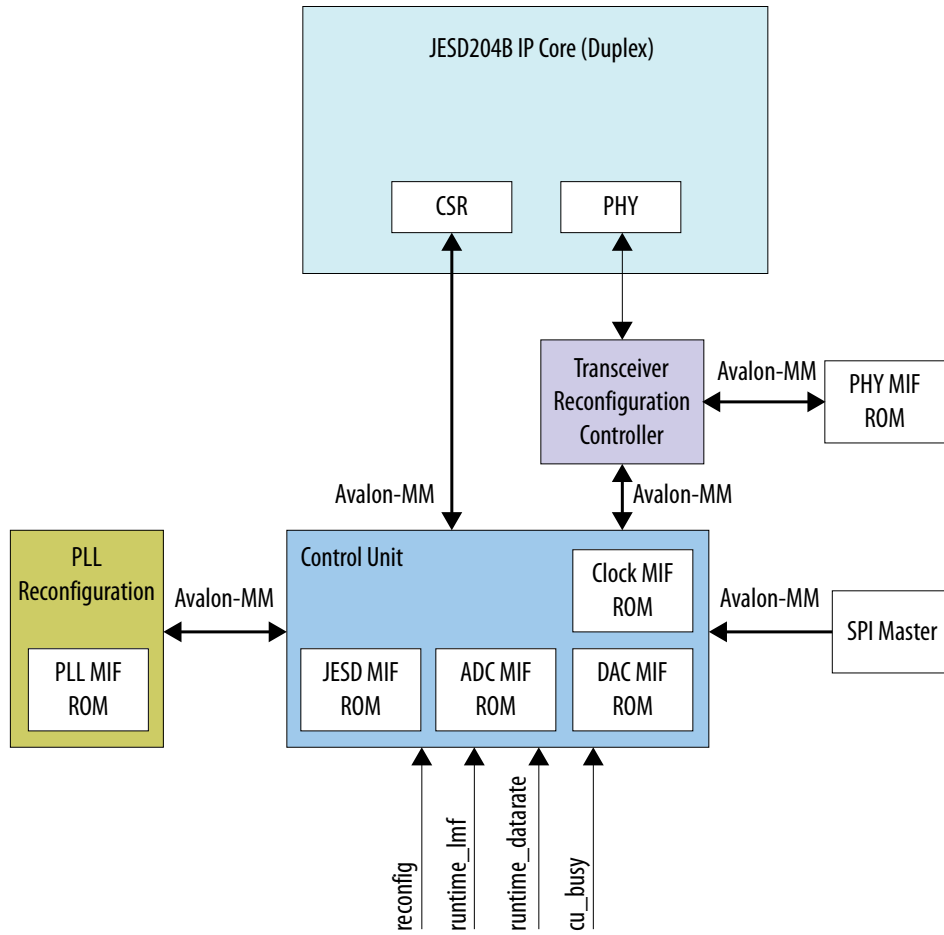 JESD204B IP Core (Duplex)
CSR
PHY
Transceiver
Reconfiguration
Controller
Avalon-MM
PHY MIF
ROM
Avalon-MM
Avalon-MM
PLL
Reconfiguration
PLL MIF
ROM
Avalon-MM
Control Unit
Clock MIF
ROM
JESD MIF
ROM
ADC MIF
ROM
DAC MIF
ROM
Avalon-MM
SPI Master
reconfig
runtime_lmf
runtime_datarate
cu_busy